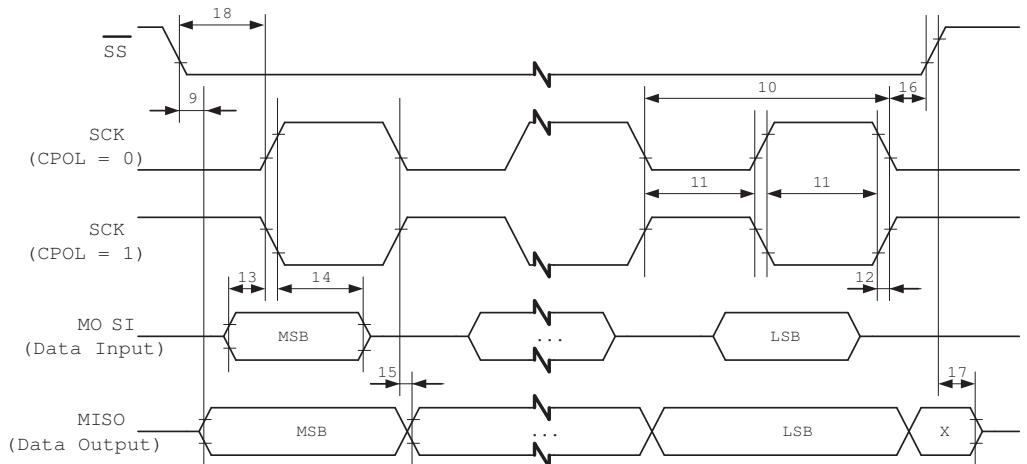 18
SS
9
10
16
SCK
(CPOL = 0)
11
11
SCK
(CPOL = 1)
13
14
12
MO SI
(Data Input)
MSB
...
LSB
15
17
MISO
(Data Output)
MSB
...
LSB
X